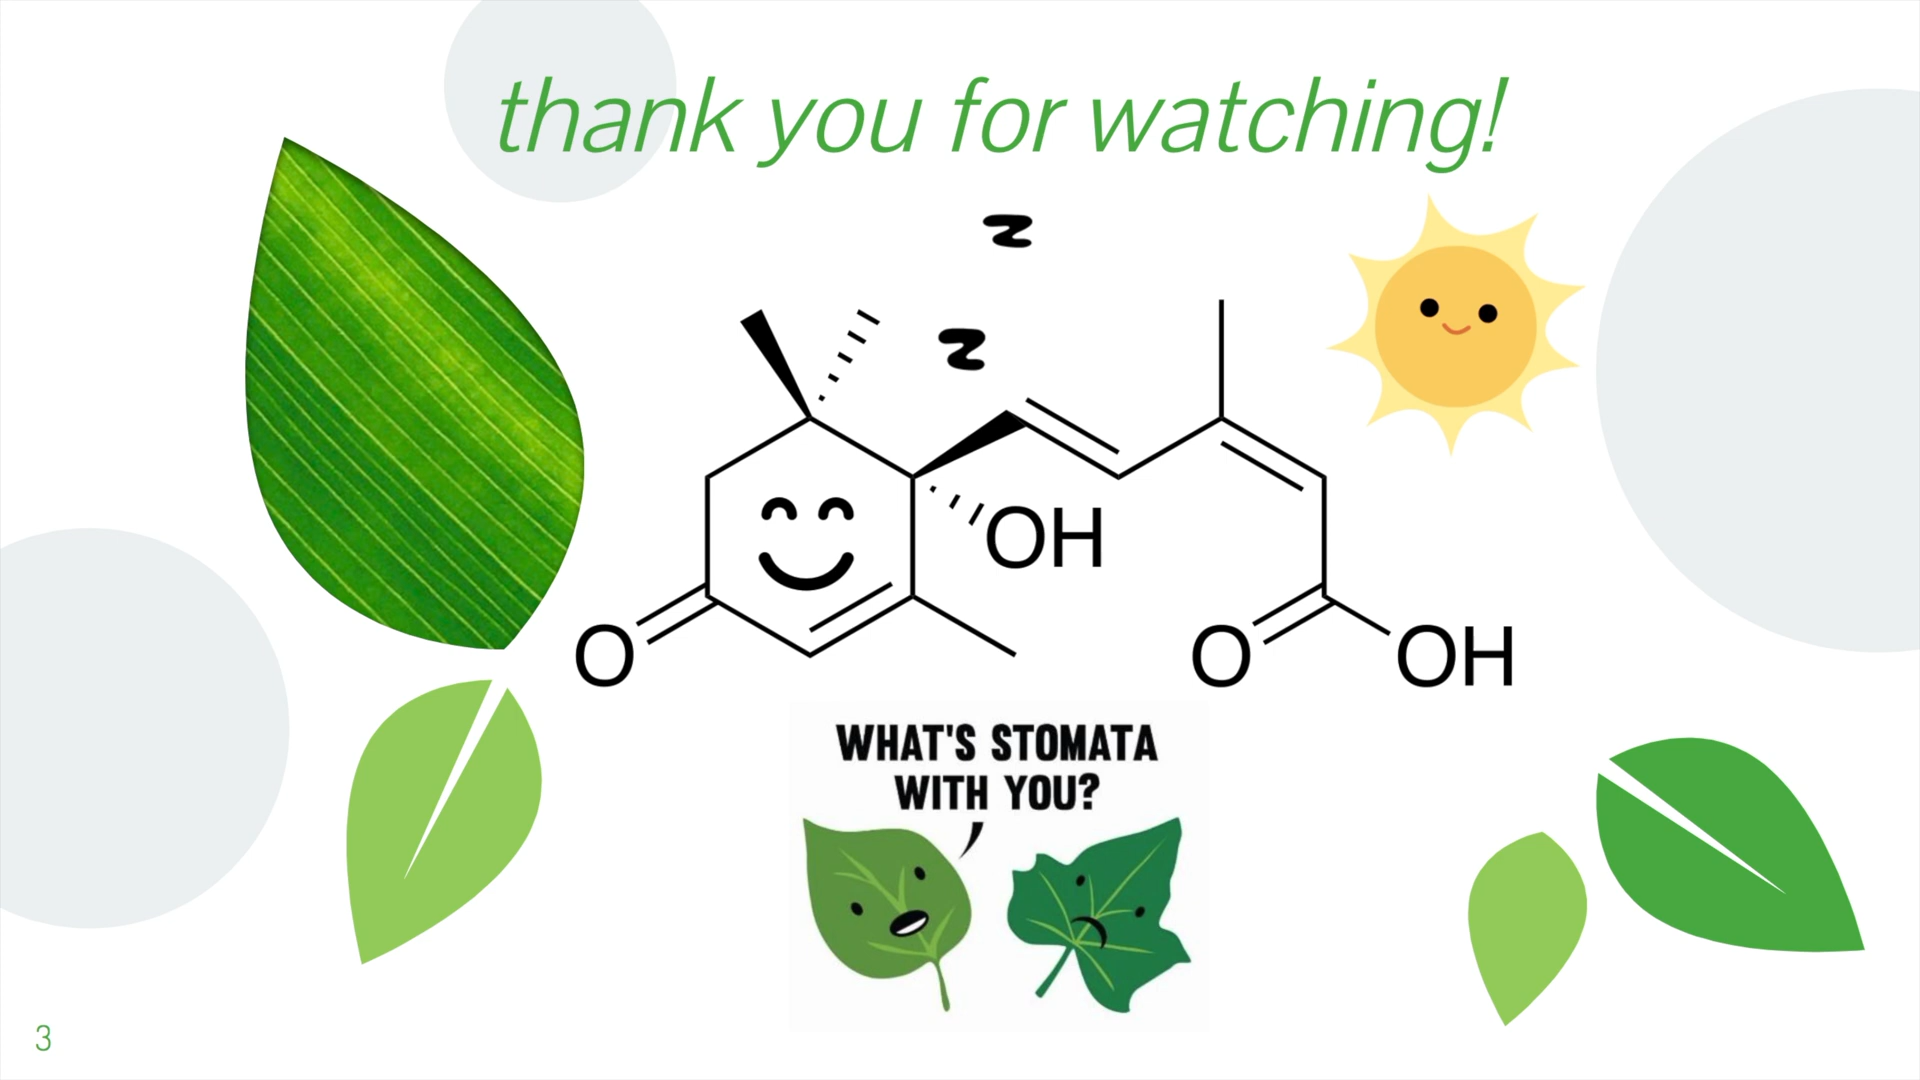 thank you for watching!
z
z
OH
O
O
OH
WHAT'S STOMATA
WITH YOU?
3